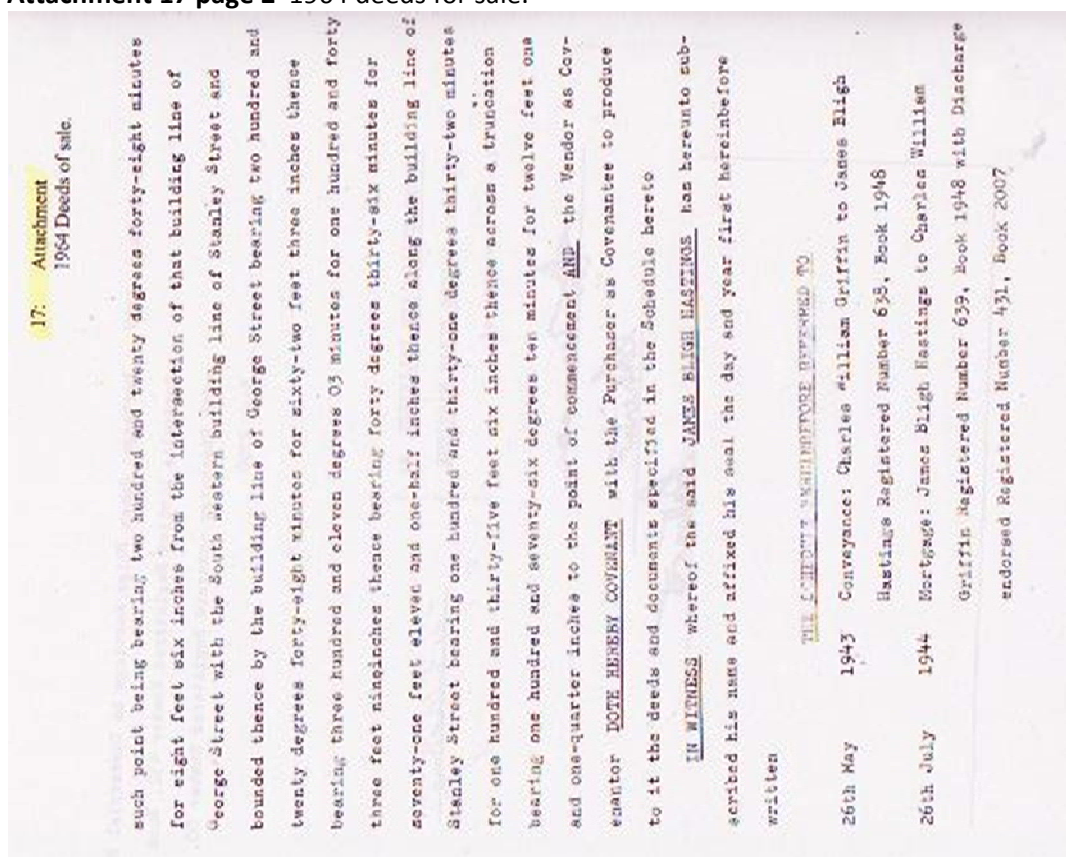 Attachment 17 page 2 1964 deeds for sale.
17: Attachment
1964 Deeds of sale.
such point being bearing two hundred and twenty degrees forty-eight minutes
for eight feet six inches from the intersection of that building line of
George Street with the South Western building line of Stanley Street and
bounded thence by the building line of George Street bearing two hundred and
twenty degrees forty-eight minutes for sixty-two feet three inches thence
bearing three hundred and eleven degrees 03 minutes for one hundred and forty
three feet nineinches thence bearing forty degrees thirty-six minutes for
seventy-one feet eleven and one-half inches thence along the building line of
Stanley Street bearing one hundred and thirty-one degrees thirty-two minutes
for one hundred and thirty-five feet six inches thence across a truncation
bearing one hundred and seventy-six degrees ten minutes for twelve feet one
and one-quarter inches to the point of commencement AND the Vendor as Cov-
enantor DOTH HEREBY COVENANT with the Purchaser as Covenantee to produce
to it the deeds and documents specified in the Schedule hereto
IN WITNESS whereof the said JAMES BLIGH HASTINGS has hereunto sub-
scribed his name and affixed his seal the day and year first hereinbefore
written
THE REFERRED TO
26th May 1943 Conveyance: Charles William Griffin to James Bligh
Hastings Registered Number 638, Book 1948
26th July 1944 Mortgage: James Bligh Hastings to Charles William
Griffin Registered Number 639, Book 1948 with Discharge
endorsed Registered Number 431, Book 2007